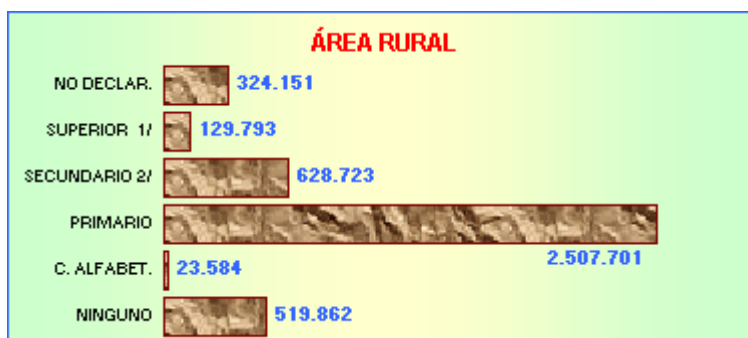 ÁREA RURAL
NO DECLAR. 324.151
SUPERIOR 1/ 129.793
SECUNDARIO 2/ 628.723
PRIMARIO 2.507.701
C. ALFABET. 23.584
NINGUNO 519.862